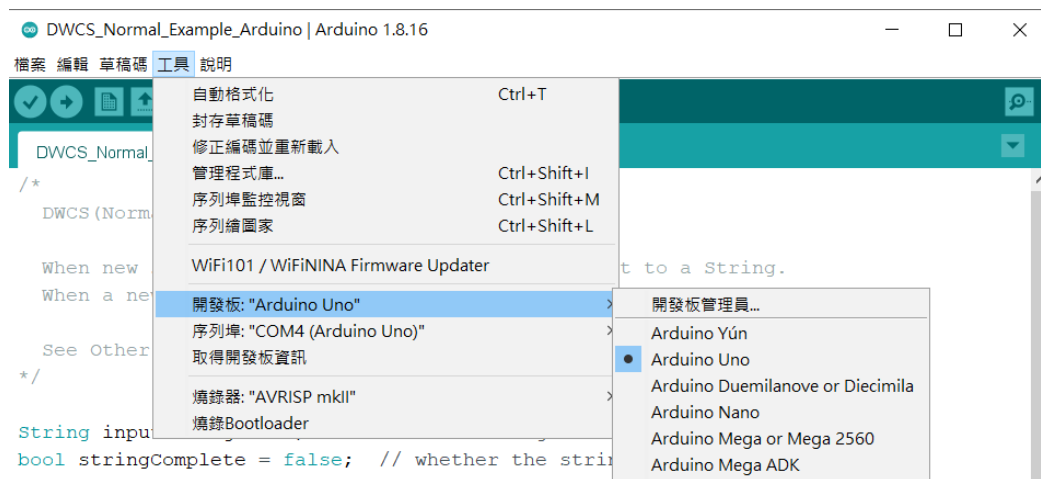 DWCS_Normal_Example_Arduino | Arduino 1.8.16
檔案 編輯 草稿碼 工具 說明
自動格式化 Ctrl+T
封存草稿碼
修正編碼並重新載入
管理程式庫... Ctrl+Shift+I
序列埠監控視窗 Ctrl+Shift+M
序列繪圖家 Ctrl+Shift+L
WiFi101 / WiFiNINA Firmware Updater
開發板: "Arduino Uno"
序列埠: "COM4 (Arduino Uno)"
取得開發板資訊
燒錄器: "AVRISP mkII"
燒錄Bootloader
開發板管理員...
Arduino Yún
Arduino Uno
Arduino Duemilanove or Diecimila
Arduino Nano
Arduino Mega or Mega 2560
Arduino Mega ADK
DWCS_Normal_
/*
DWCS(Norm
When new t to a String.
When a ne
See Other
*/
String inpu
bool stringComplete = false; // whether the strin